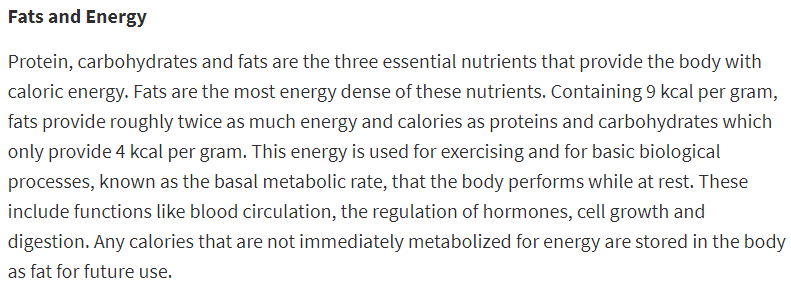 Fats and Energy
Protein, carbohydrates and fats are the three essential nutrients that provide the body with
caloric energy. Fats are the most energy dense of these nutrients. Containing 9 kcal per gram,
fats provide roughly twice as much energy and calories as proteins and carbohydrates which
only provide 4 kcal per gram. This energy is used for exercising and for basic biological
processes, known as the basal metabolic rate, that the body performs while at rest. These
include functions like blood circulation, the regulation of hormones, cell growth and
digestion. Any calories that are not immediately metabolized for energy are stored in the body
as fat for future use.